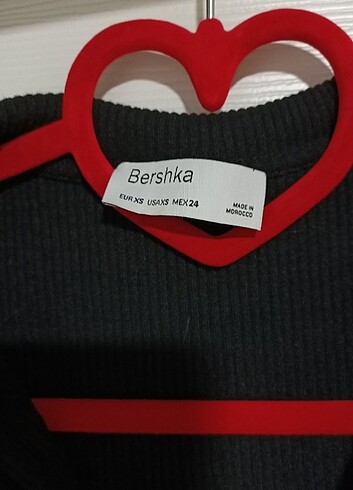 Bershka
EUR XS USA XS MEX 24
MADE IN
MOROCCO